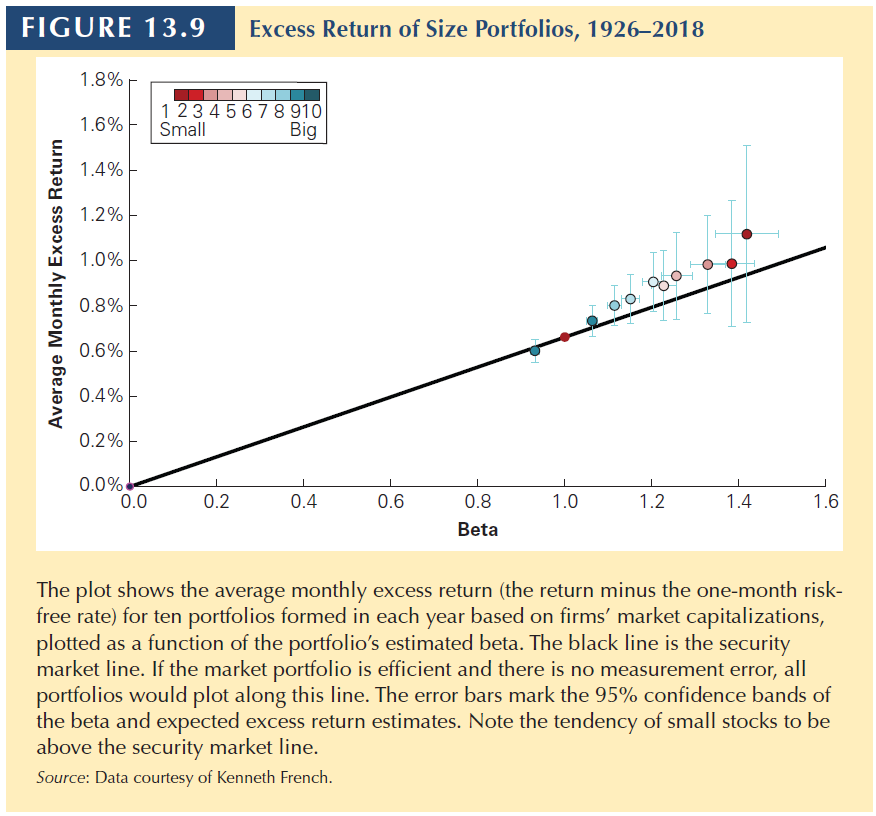 FIGURE 13.9 Excess Return of Size Portfolios, 1926–2018
1.8%
1.6%
1.4%
1.2%
1.0%
0.8%
0.6%
0.4%
0.2%
0.0%
Average Monthly Excess Return
1 2 3 4 5 6 7 8 910
Small Big
0.0 0.2 0.4 0.6 0.8 1.0 1.2 1.4 1.6
Beta
The plot shows the average monthly excess return (the return minus the one-month risk-
free rate) for ten portfolios formed in each year based on firms’ market capitalizations,
plotted as a function of the portfolio’s estimated beta. The black line is the security
market line. If the market portfolio is efficient and there is no measurement error, all
portfolios would plot along this line. The error bars mark the 95% confidence bands of
the beta and expected excess return estimates. Note the tendency of small stocks to be
above the security market line.
Source: Data courtesy of Kenneth French.